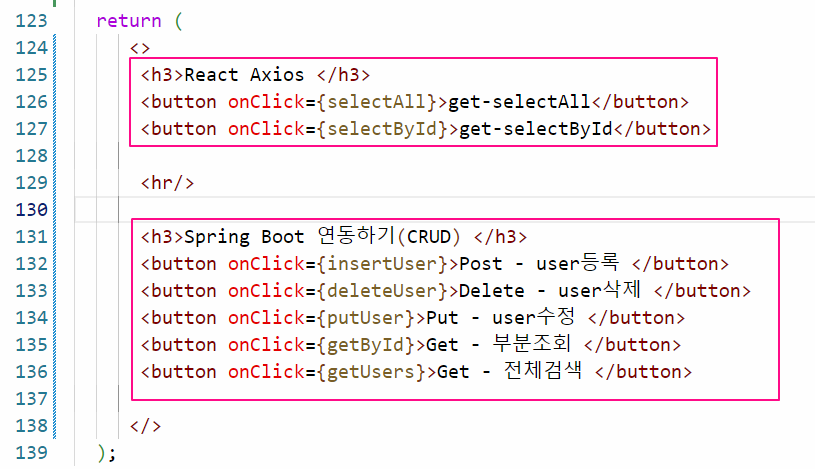 123 return (
124 <>
125 <h3>React Axios </h3>
126 <button onClick={selectAll}>get-selectAll</button>
127 <button onClick={selectById}>get-selectById</button>
128
129 <hr/>
130
131 <h3>Spring Boot 연동하기(CRUD) </h3>
132 <button onClick={insertUser}>Post - user등록 </button>
133 <button onClick={deleteUser}>Delete - user삭제 </button>
134 <button onClick={putUser}>Put - user수정 </button>
135 <button onClick={getById}>Get - 부분조회 </button>
136 <button onClick={getUsers}>Get - 전체검색 </button>
137
138 </>
139 );